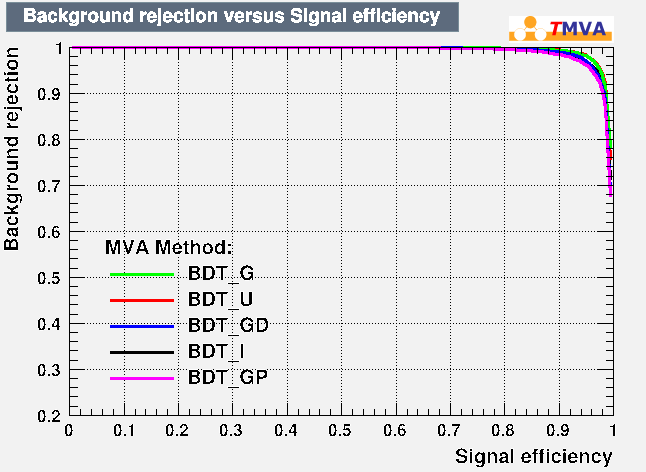 Background rejection versus Signal efficiency
TMVA
Background rejection
1
0.9
0.8
0.7
0.6
0.5
0.4
0.3
0.2
MVA Method:
BDT_G
BDT_U
BDT_GD
BDT_I
BDT_GP
0 0.1 0.2 0.3 0.4 0.5 0.6 0.7 0.8 0.9 1
Signal efficiency